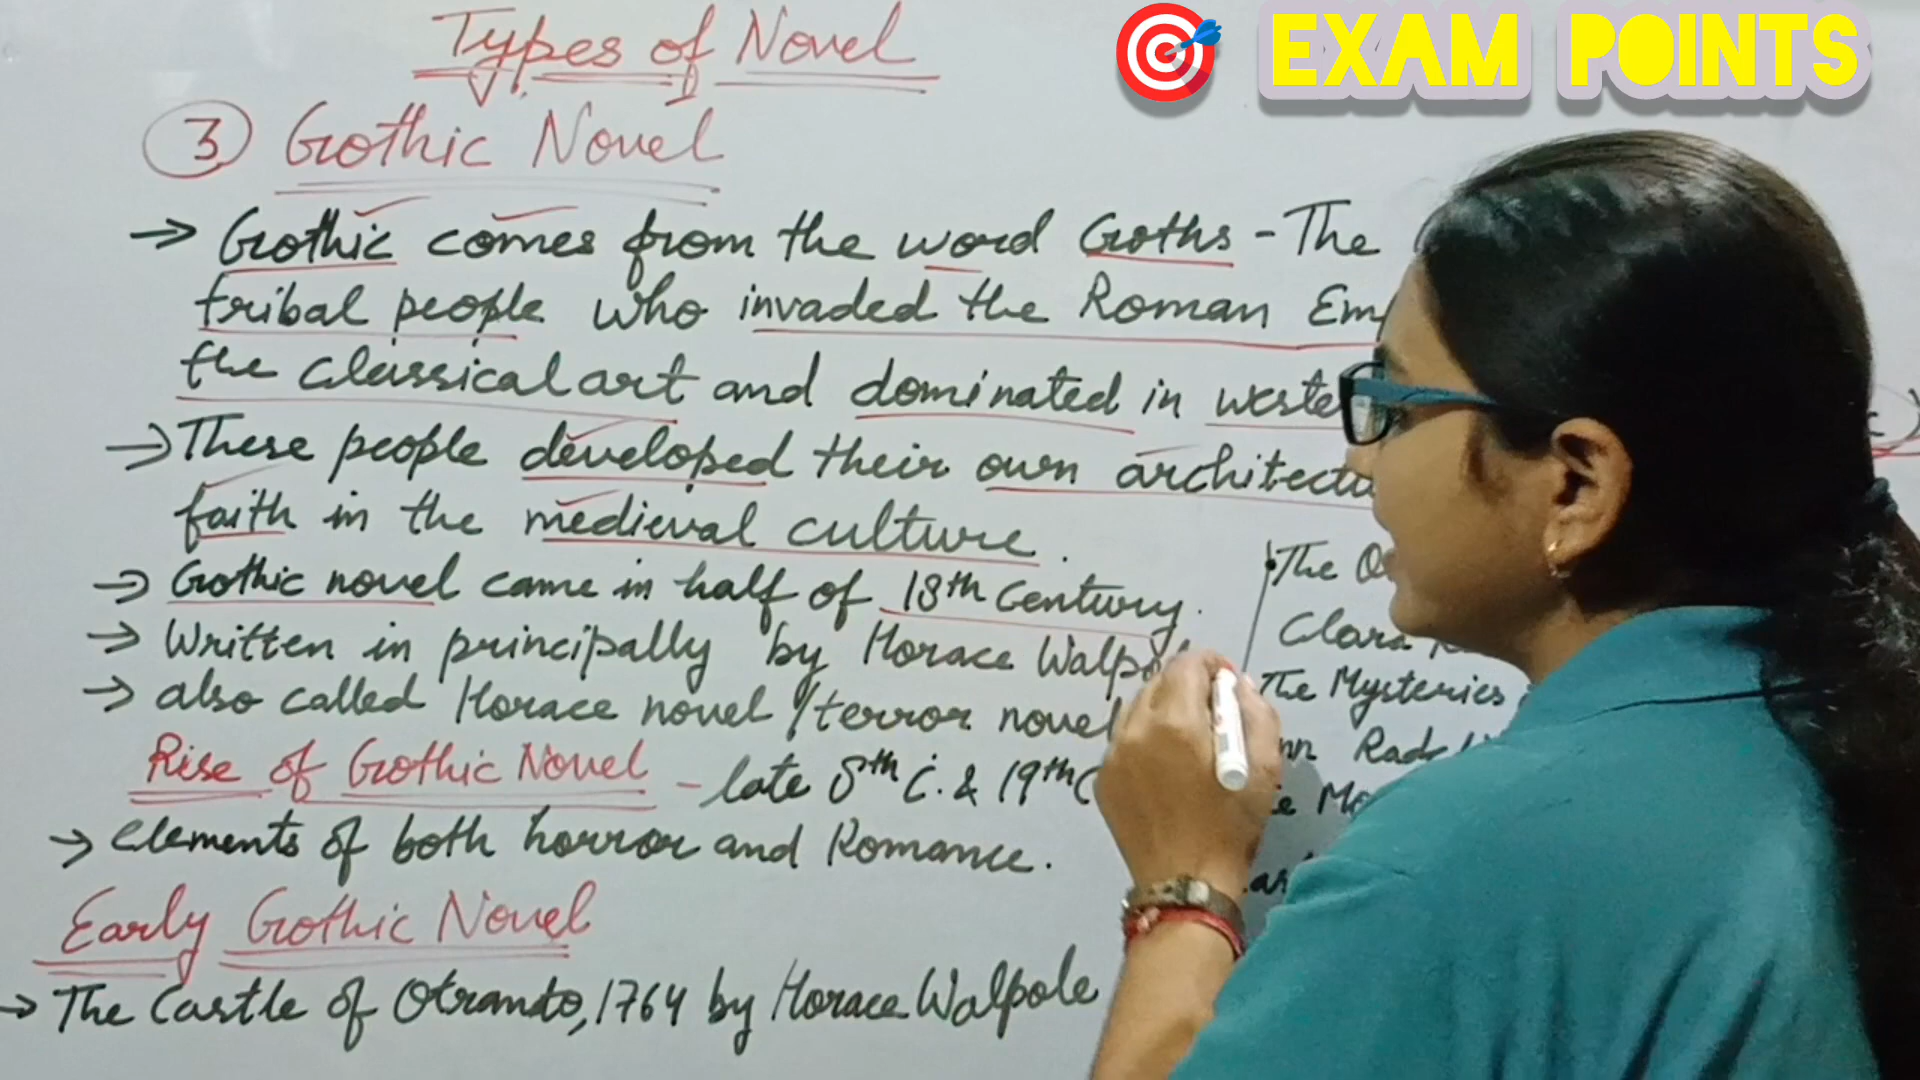 Types of Novel
EXAM POINTS
3 Gothic Novel
→ Gothic comes from the word Goths - The
tribal people who invaded the Roman Em
the classical art and dominated in weste
→ These people developed their own architectu
faith in the medieval culture.
→ Gothic novel came in half of 18th Century.
→ Written in principally by Horace Walpol
→ also called Horace novel / terror novel
Rise of Gothic Novel - late 8th C. & 19th C
→ Elements of both horror and Romance.
Early Gothic Novel
→ The Castle of Otranto, 1764 by Horace Walpole
The O
Clara
The Mysteries
nn Rad
e Mo